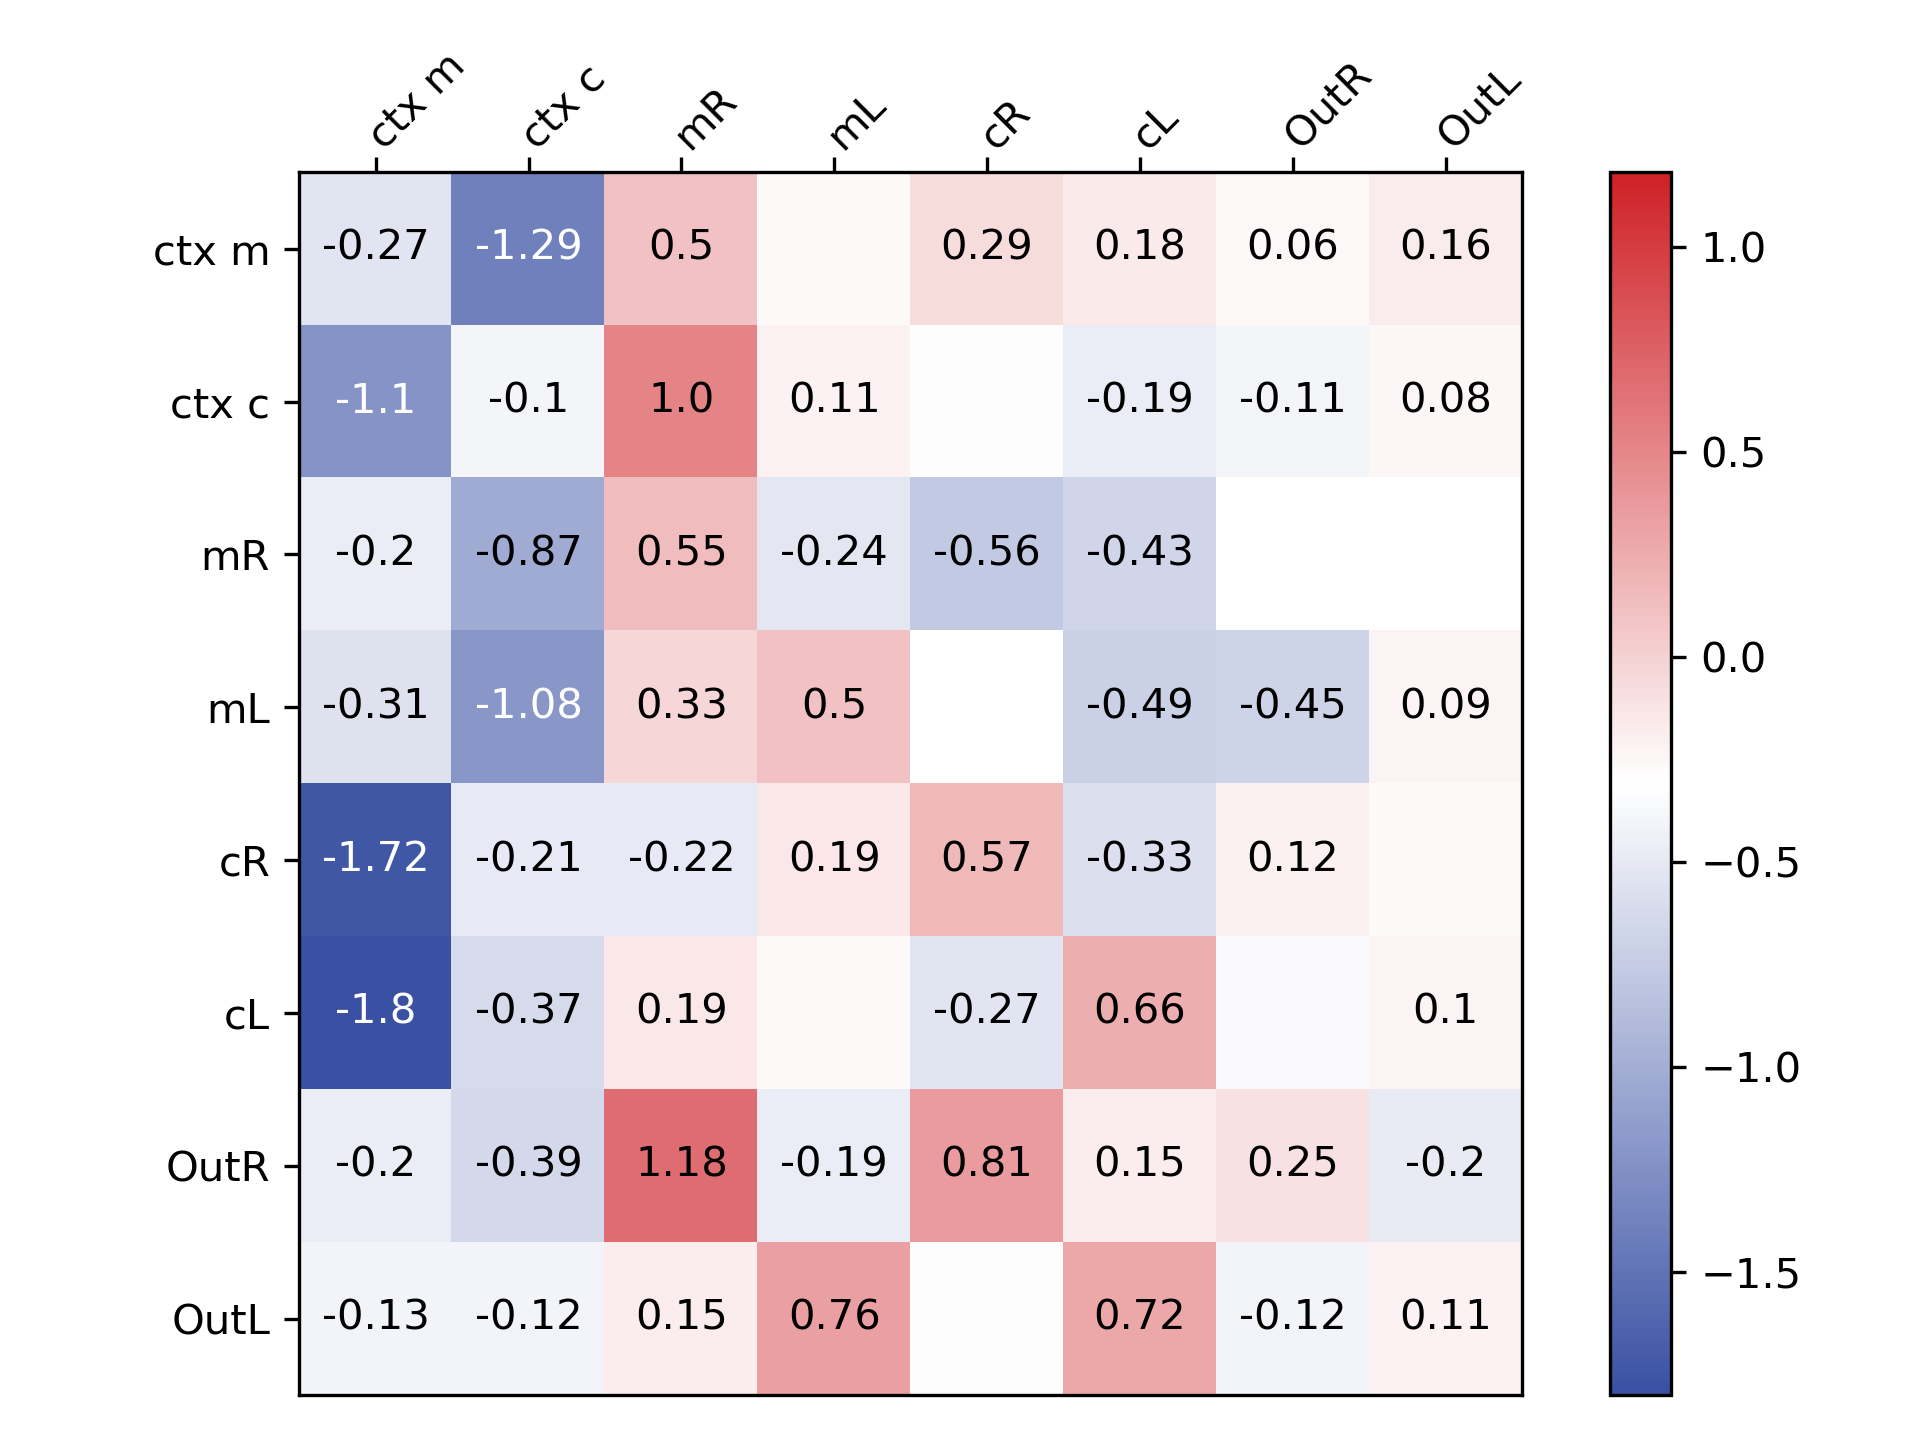 ctx m ctx c mR mL cR cL OutR OutL
ctx m -0.27 -1.29 0.5 0.29 0.18 0.06 0.16
ctx c -1.1 -0.1 1.0 0.11 -0.19 -0.11 0.08
mR -0.2 -0.87 0.55 -0.24 -0.56 -0.43
mL -0.31 -1.08 0.33 0.5 -0.49 -0.45 0.09
cR -1.72 -0.21 -0.22 0.19 0.57 -0.33 0.12
cL -1.8 -0.37 0.19 -0.27 0.66 0.1
OutR -0.2 -0.39 1.18 -0.19 0.81 0.15 0.25 -0.2
OutL -0.13 -0.12 0.15 0.76 0.72 -0.12 0.11
1.0
0.5
0.0
−0.5
−1.0
−1.5